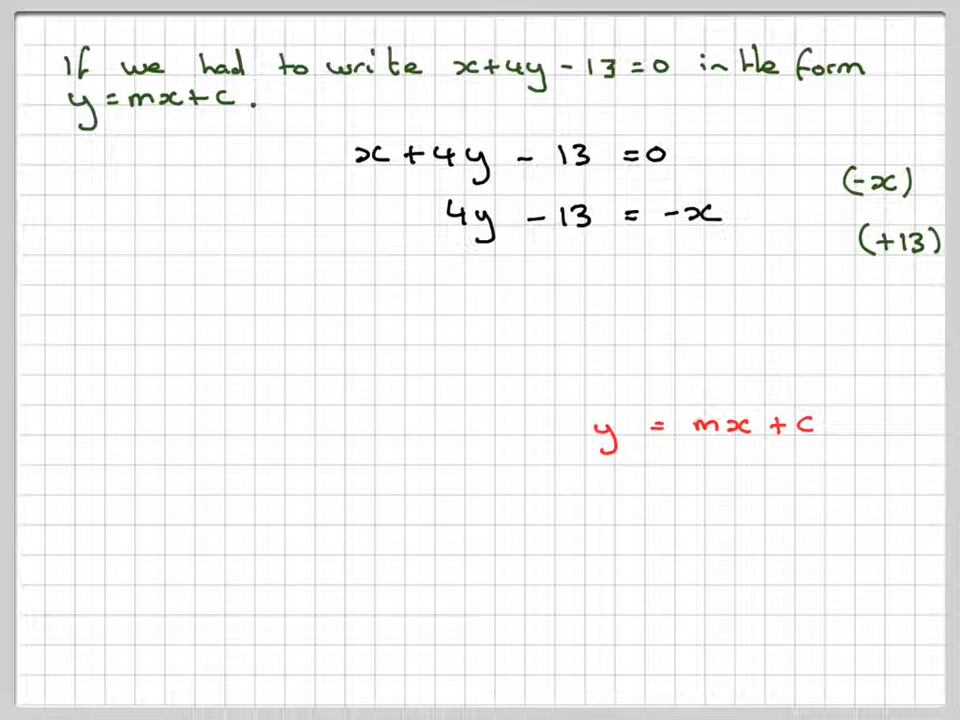 If we had to write x+4y-13=0 in the form
y=mx+c.
x+4y-13=0
(-x)
4y-13=-x
(+13)
y=mx+c